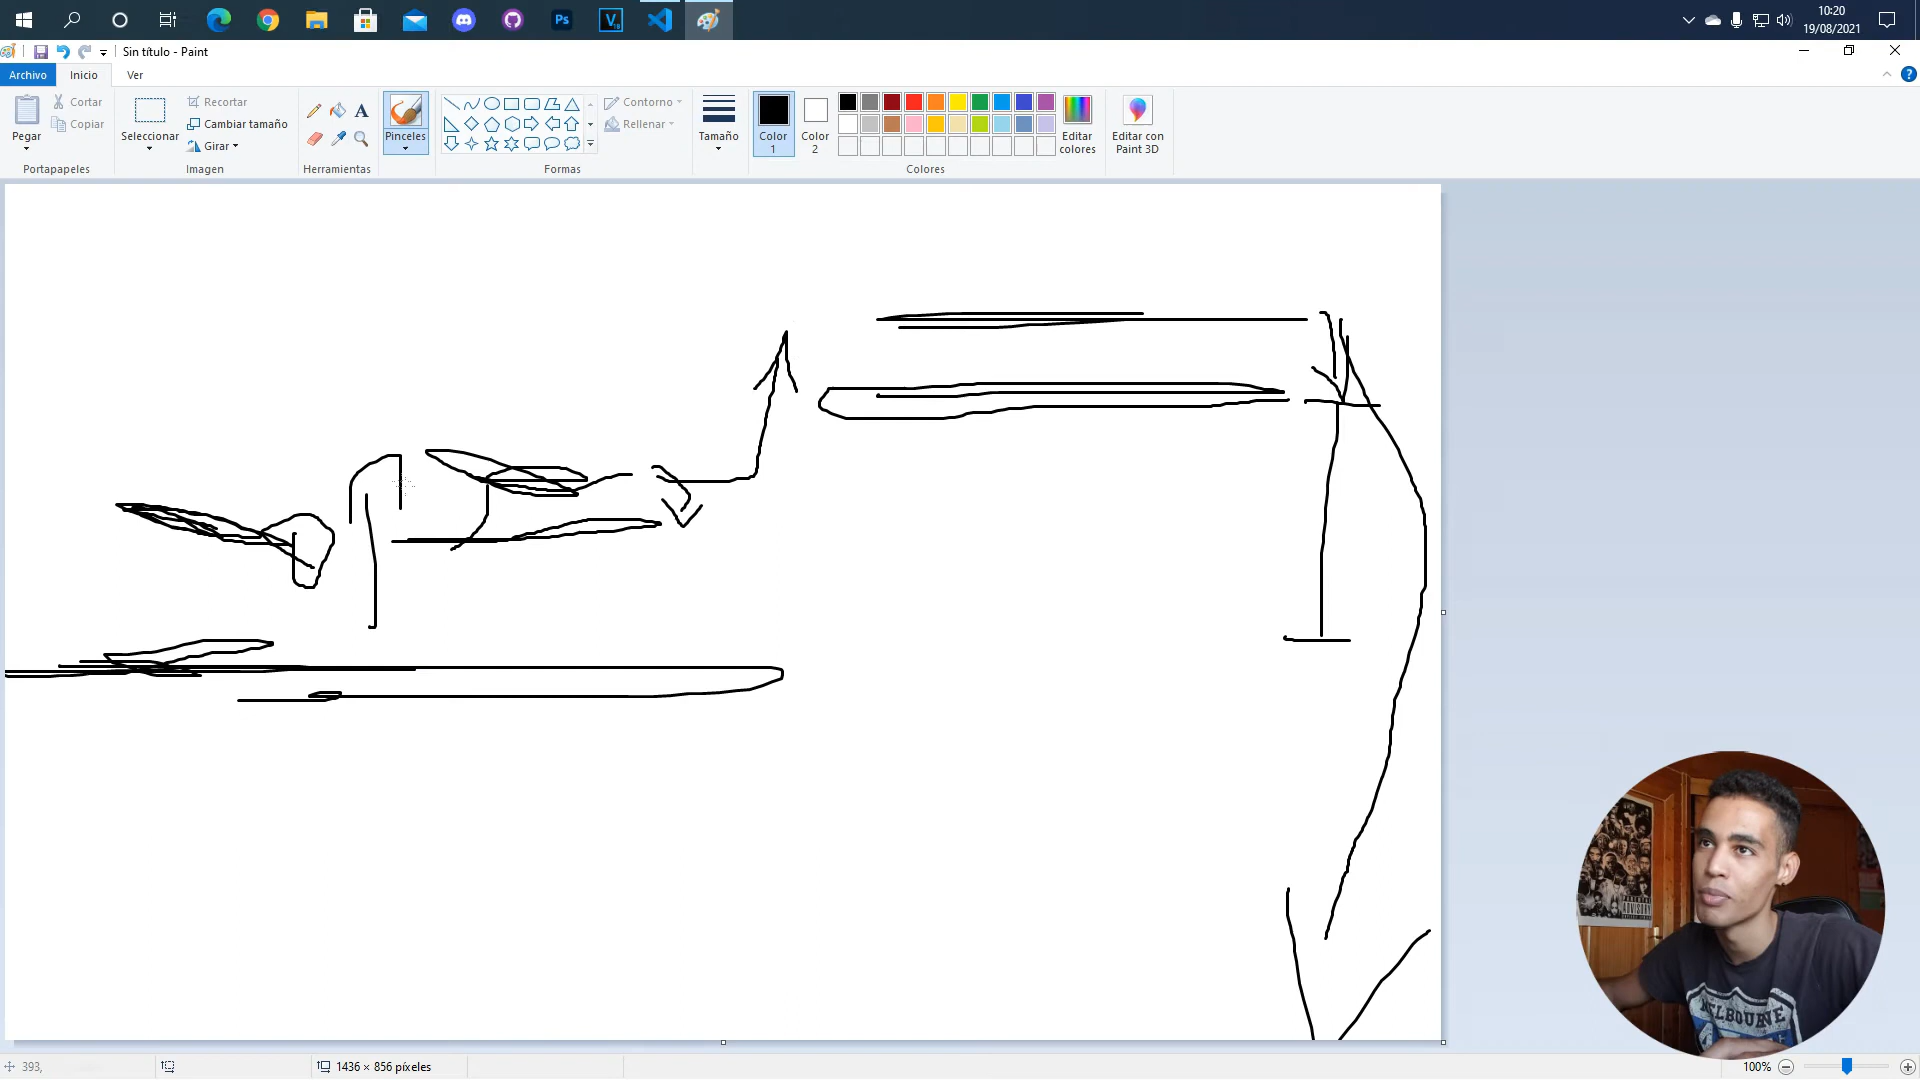 Ps
V
10:20
19/08/2021
Sin título - Paint
Archivo Inicio Ver
Pegar
Cortar
Copiar
Portapapeles
Seleccionar
Recortar
Cambiar tamaño
Girar
Imagen
A
Herramientas
Pinceles
Contorno
Rellenar
Formas
Tamaño
Color
1
Color
2
Editar
colores
Colores
Editar con
Paint 3D
MELBOURNE
393,
1436 × 856 píxeles
100%